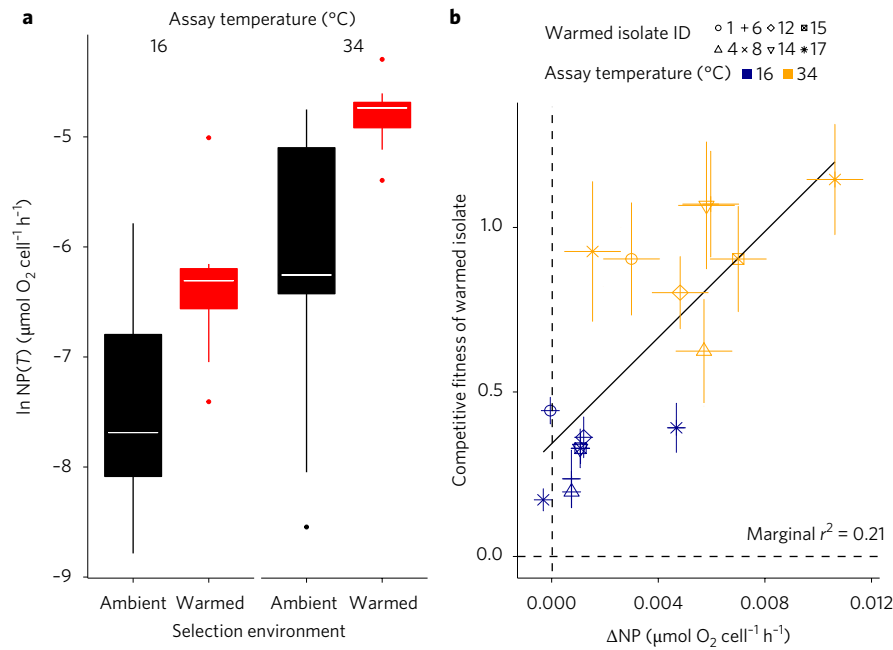 a
Assay temperature (°C)
16 34
ln NP(T) (μmol O₂ cell⁻¹ h⁻¹)
–5
–6
–7
–8
–9
Ambient Warmed Ambient Warmed
Selection environment
b
Warmed isolate ID
1 6 12 15
4 8 14 17
Assay temperature (°C) 16 34
Competitive fitness of warmed isolate
1.0
0.5
0.0
Marginal r² = 0.21
0.000 0.004 0.008 0.012
ΔNP (μmol O₂ cell⁻¹ h⁻¹)